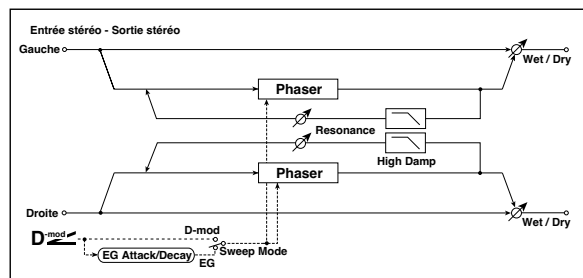 Entrée stéréo - Sortie stéréo
Gauche
Wet / Dry
Phaser
Resonance
High Damp
Phaser
Droite
Wet / Dry
D-mod
D-mod
EG Attack/Decay
EG
Sweep Mode